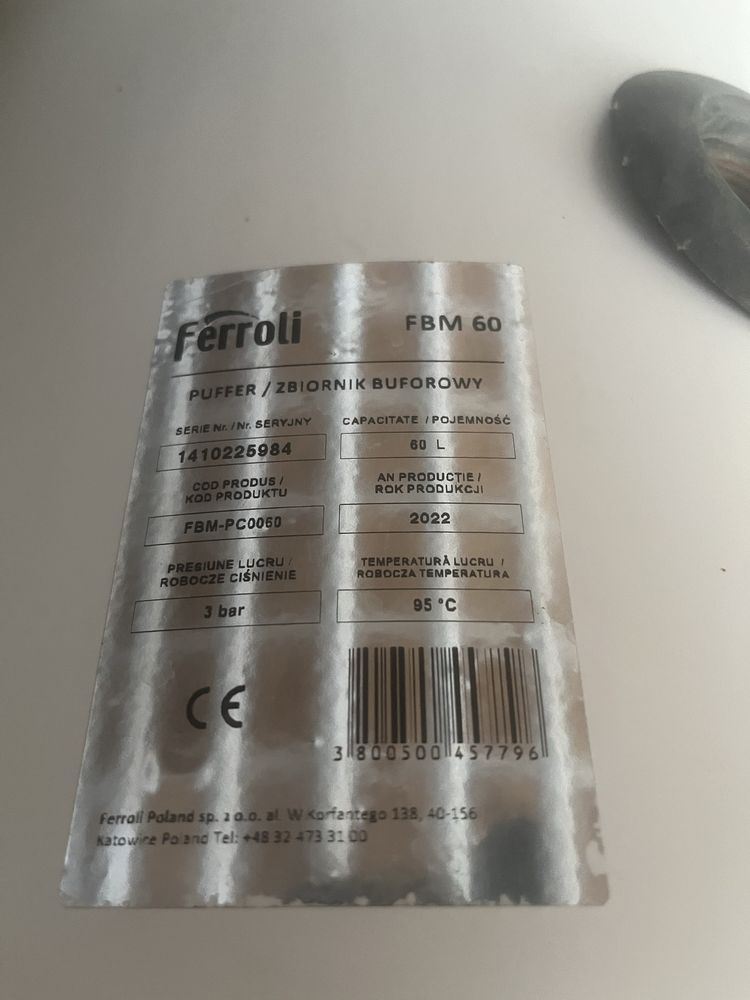 Ferroli FBM 60
PUFFER / ZBIORNIK BUFOROWY
SERIE Nr. / Nr. SERYJNY
1410225984
CAPACITATE / POJEMNOŚĆ
60 L
COD PRODUS /
KOD PRODUKTU
FBM-PC0060
AN PRODUCȚIE /
ROK PRODUKCJI
2022
PRESIUNE LUCRU /
ROBOCZE CIŚNIENIE
3 bar
TEMPERATURĂ LUCRU /
ROBOCZA TEMPERATURA
95 °C
CE
3 800500 457796
Ferroli Poland sp. z o.o. al. W Korfantego 138, 40-156
Katowice Poland Tel: +48 32 473 31 00